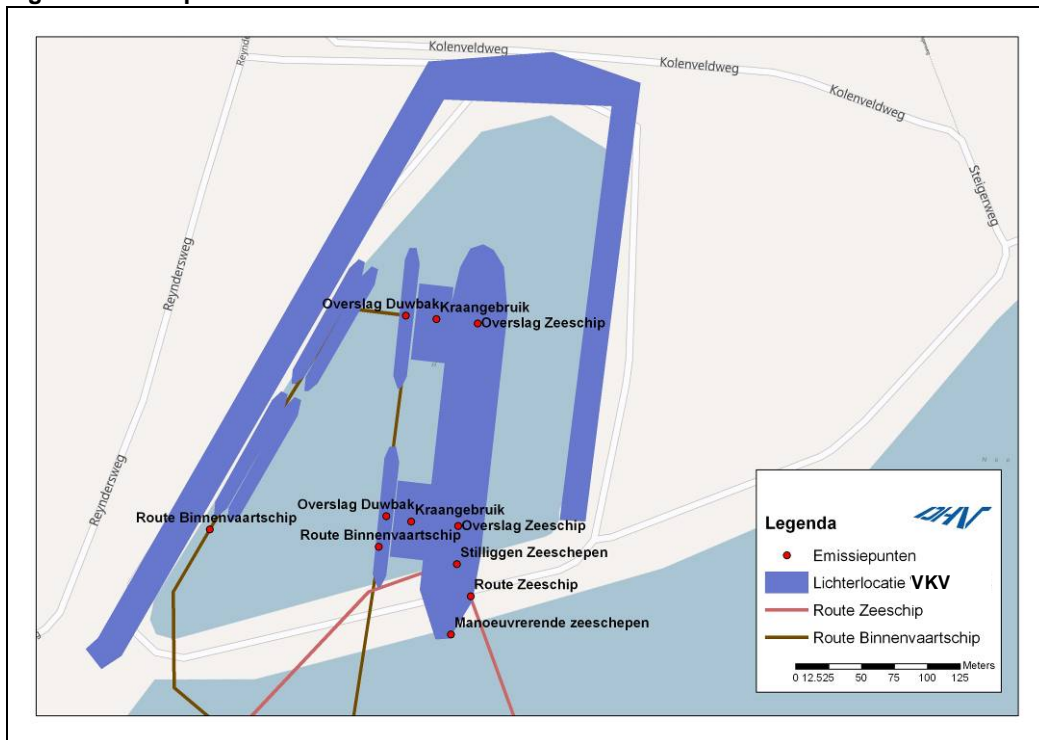 Kolenveldweg
Kolenveldweg
Kolenveldweg
Steigerweg
Reyndersweg
Reyndersweg
Overslag Duwbak
Kraangebruik
Overslag Zeeschip
Overslag Duwbak
Kraangebruik
Overslag Zeeschip
Route Binnenvaartschip
Route Binnenvaartschip
Stilliggen Zeeschepen
Route Zeeschip
Manoeuvrerende zeeschepen
Legenda
DHV
Emissiepunten
Lichterlocatie VKV
Route Zeeschip
Route Binnenvaartschip
Meters
0 12.525 50 75 100 125